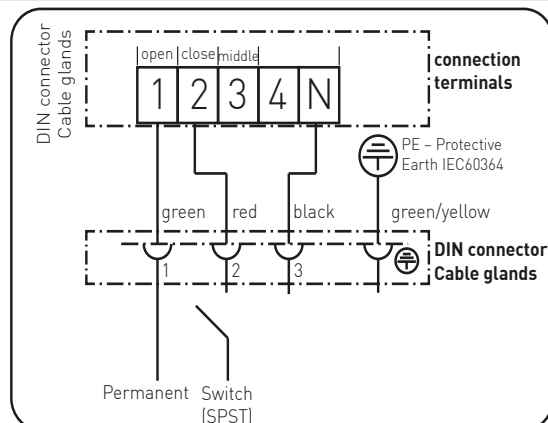 DIN connector
Cable glands
open close middle
1 2 3 4 N
connection
terminals
PE – Protective
Earth IEC60364
green red black green/yellow
1 2 3
DIN connector
Cable glands
Permanent Switch
(SPST)